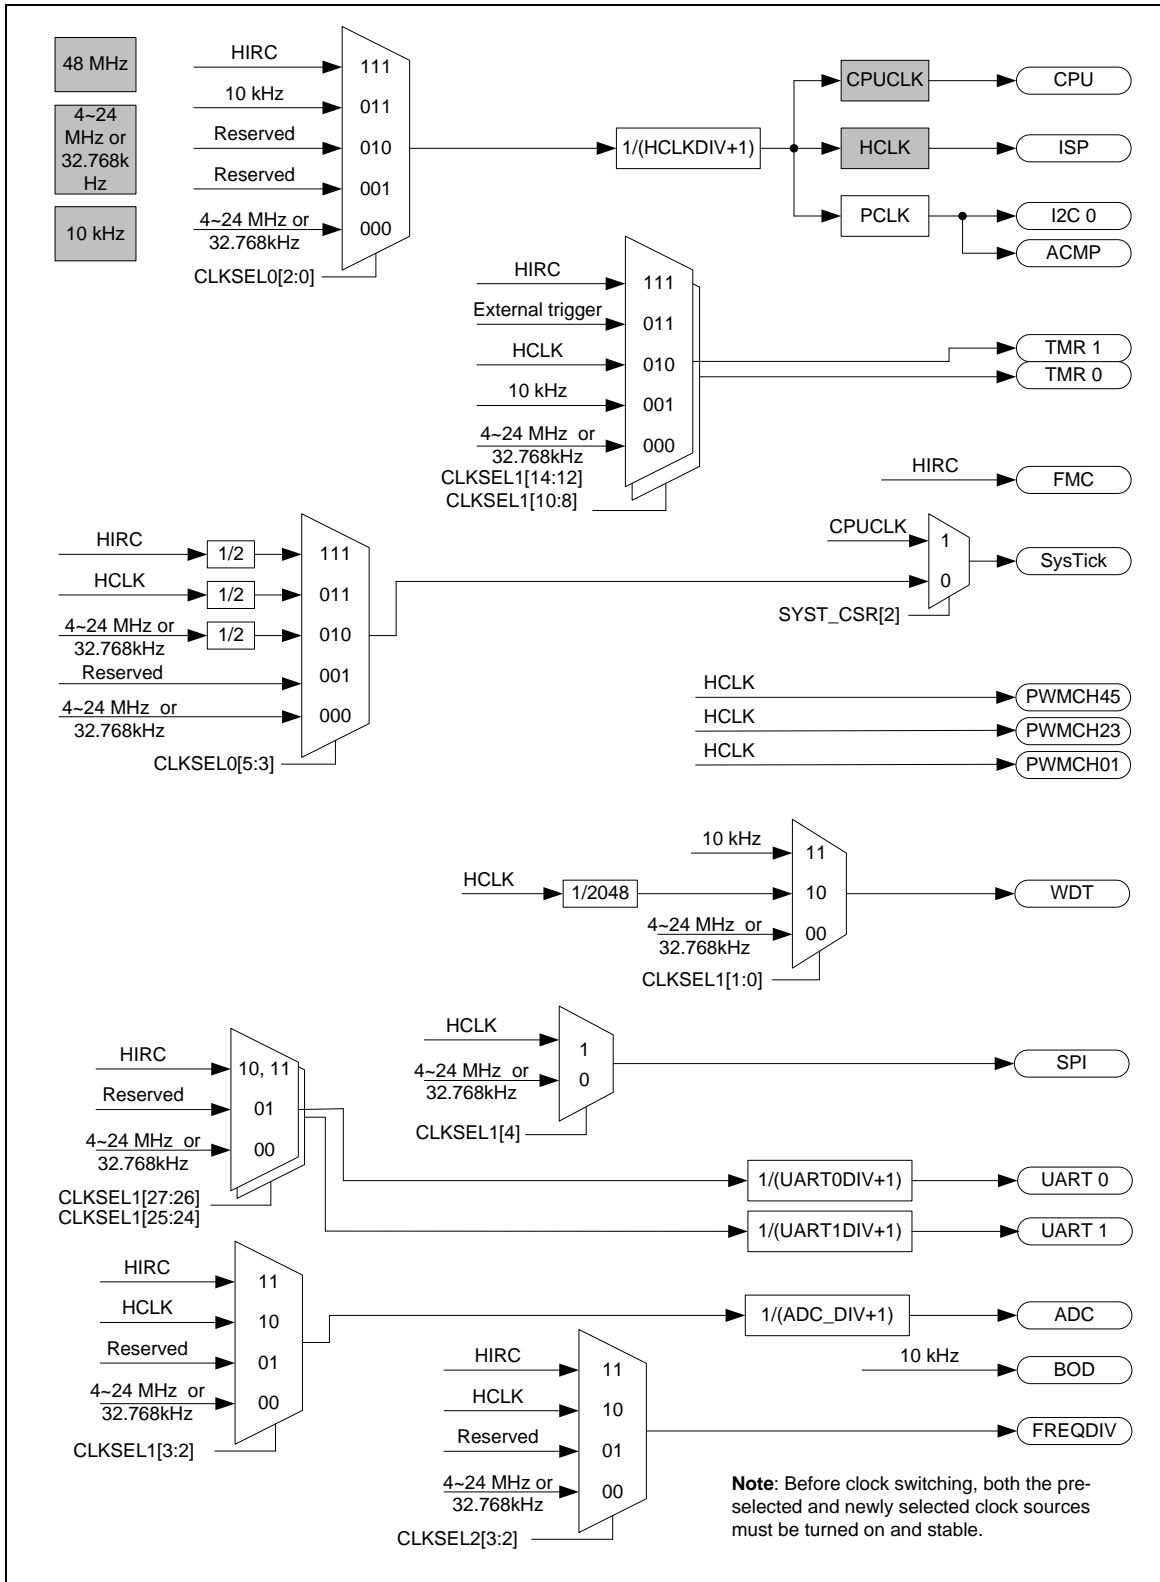 48 MHz
4~24
MHz or
32.768k
Hz
10 kHz
HIRC
10 kHz
Reserved
Reserved
4~24 MHz or
32.768kHz
111
011
010
001
000
CLKSEL0[2:0]
1/(HCLKDIV+1)
CPUCLK
HCLK
PCLK
CPU
ISP
I2C 0
ACMP
HIRC
External trigger
HCLK
10 kHz
4~24 MHz or
32.768kHz
111
011
010
001
000
CLKSEL1[14:12]
CLKSEL1[10:8]
TMR 1
TMR 0
HIRC
FMC
HIRC
HCLK
4~24 MHz or
32.768kHz
Reserved
4~24 MHz or
32.768kHz
1/2
1/2
1/2
111
011
010
001
000
CLKSEL0[5:3]
CPUCLK
1
0
SYST_CSR[2]
SysTick
HCLK
PWMCH45
HCLK
PWMCH23
HCLK
PWMCH01
10 kHz
HCLK
1/2048
4~24 MHz or
32.768kHz
11
10
00
CLKSEL1[1:0]
WDT
HCLK
4~24 MHz or
32.768kHz
1
0
CLKSEL1[4]
SPI
HIRC
Reserved
4~24 MHz or
32.768kHz
10, 11
01
00
CLKSEL1[27:26]
CLKSEL1[25:24]
1/(UART0DIV+1)
UART 0
1/(UART1DIV+1)
UART 1
HIRC
HCLK
Reserved
4~24 MHz or
32.768kHz
11
10
01
00
CLKSEL1[3:2]
1/(ADC_DIV+1)
ADC
10 kHz
BOD
HIRC
HCLK
Reserved
4~24 MHz or
32.768kHz
11
10
01
00
CLKSEL2[3:2]
FREQDIV
Note: Before clock switching, both the pre-
selected and newly selected clock sources
must be turned on and stable.